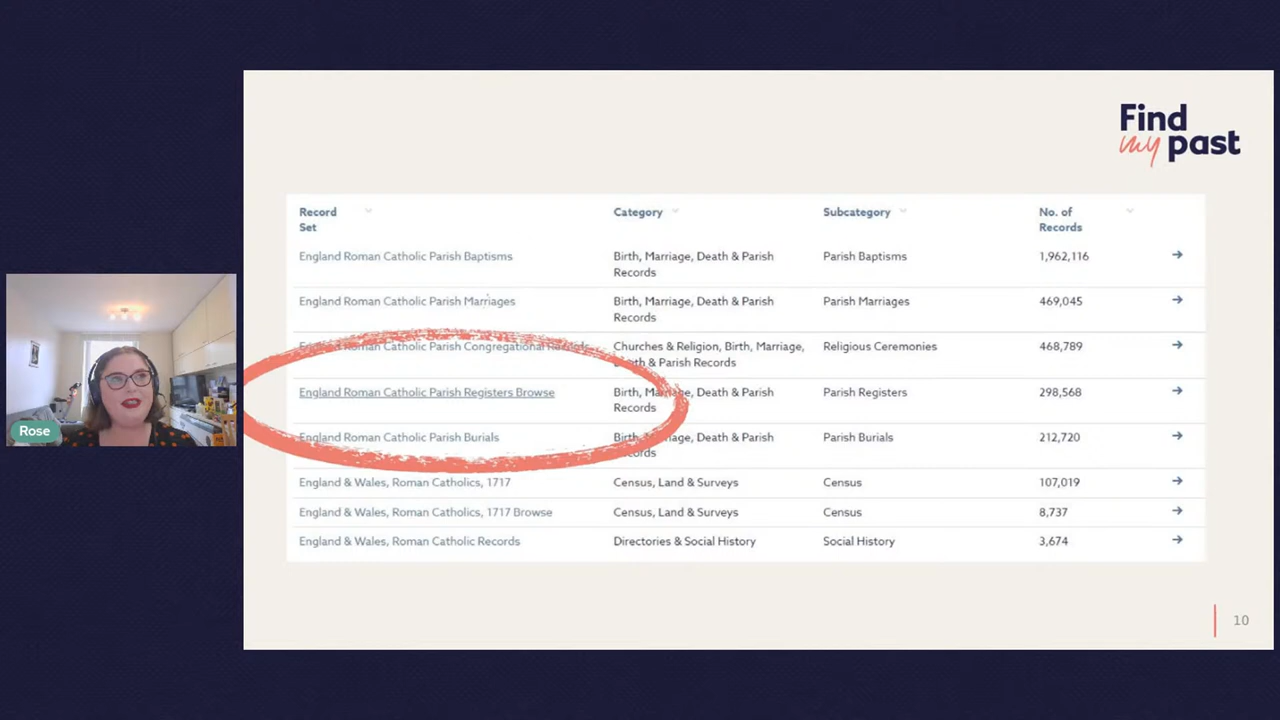 Find
my past
Record
Set
Category
Subcategory
No. of
Records
England Roman Catholic Parish Baptisms
Birth, Marriage, Death & Parish
Records
Parish Baptisms
1,962,116
England Roman Catholic Parish Marriages
Birth, Marriage, Death & Parish
Records
Parish Marriages
469,045
England Roman Catholic Parish Congregational Records
Churches & Religion, Birth, Marriage,
Death & Parish Records
Religious Ceremonies
468,789
England Roman Catholic Parish Registers Browse
Birth, Marriage, Death & Parish
Records
Parish Registers
298,568
England Roman Catholic Parish Burials
Birth, Marriage, Death & Parish
Records
Parish Burials
212,720
England & Wales, Roman Catholics, 1717
Census, Land & Surveys
Census
107,019
England & Wales, Roman Catholics, 1717 Browse
Census, Land & Surveys
Census
8,737
England & Wales, Roman Catholic Records
Directories & Social History
Social History
3,674
Rose
10